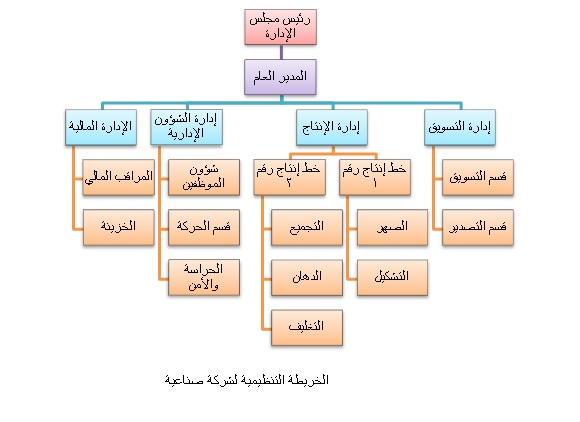 رئيس مجلس
الإدارة
المدير العام
إدارة التسويق
إدارة الإنتاج
إدارة الشؤون
الإدارية
الإدارة المالية
قسم التسويق
خط إنتاج رقم
١
خط إنتاج رقم
٢
شؤون
الموظفين
المراقب المالي
قسم التصدير
الصهر
التجميع
قسم الحركة
الخزينة
التشكيل
الدهان
الحراسة
والأمن
التغليف
الخريطة التنظيمية لشركة صناعية